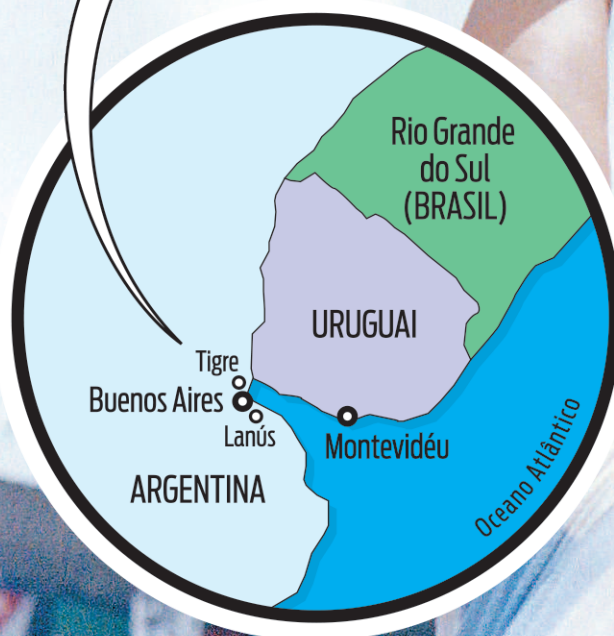 Rio Grande
do Sul
(BRASIL)
URUGUAI
Tigre
Buenos Aires
Lanús
Montevidéu
ARGENTINA
Oceano Atlântico